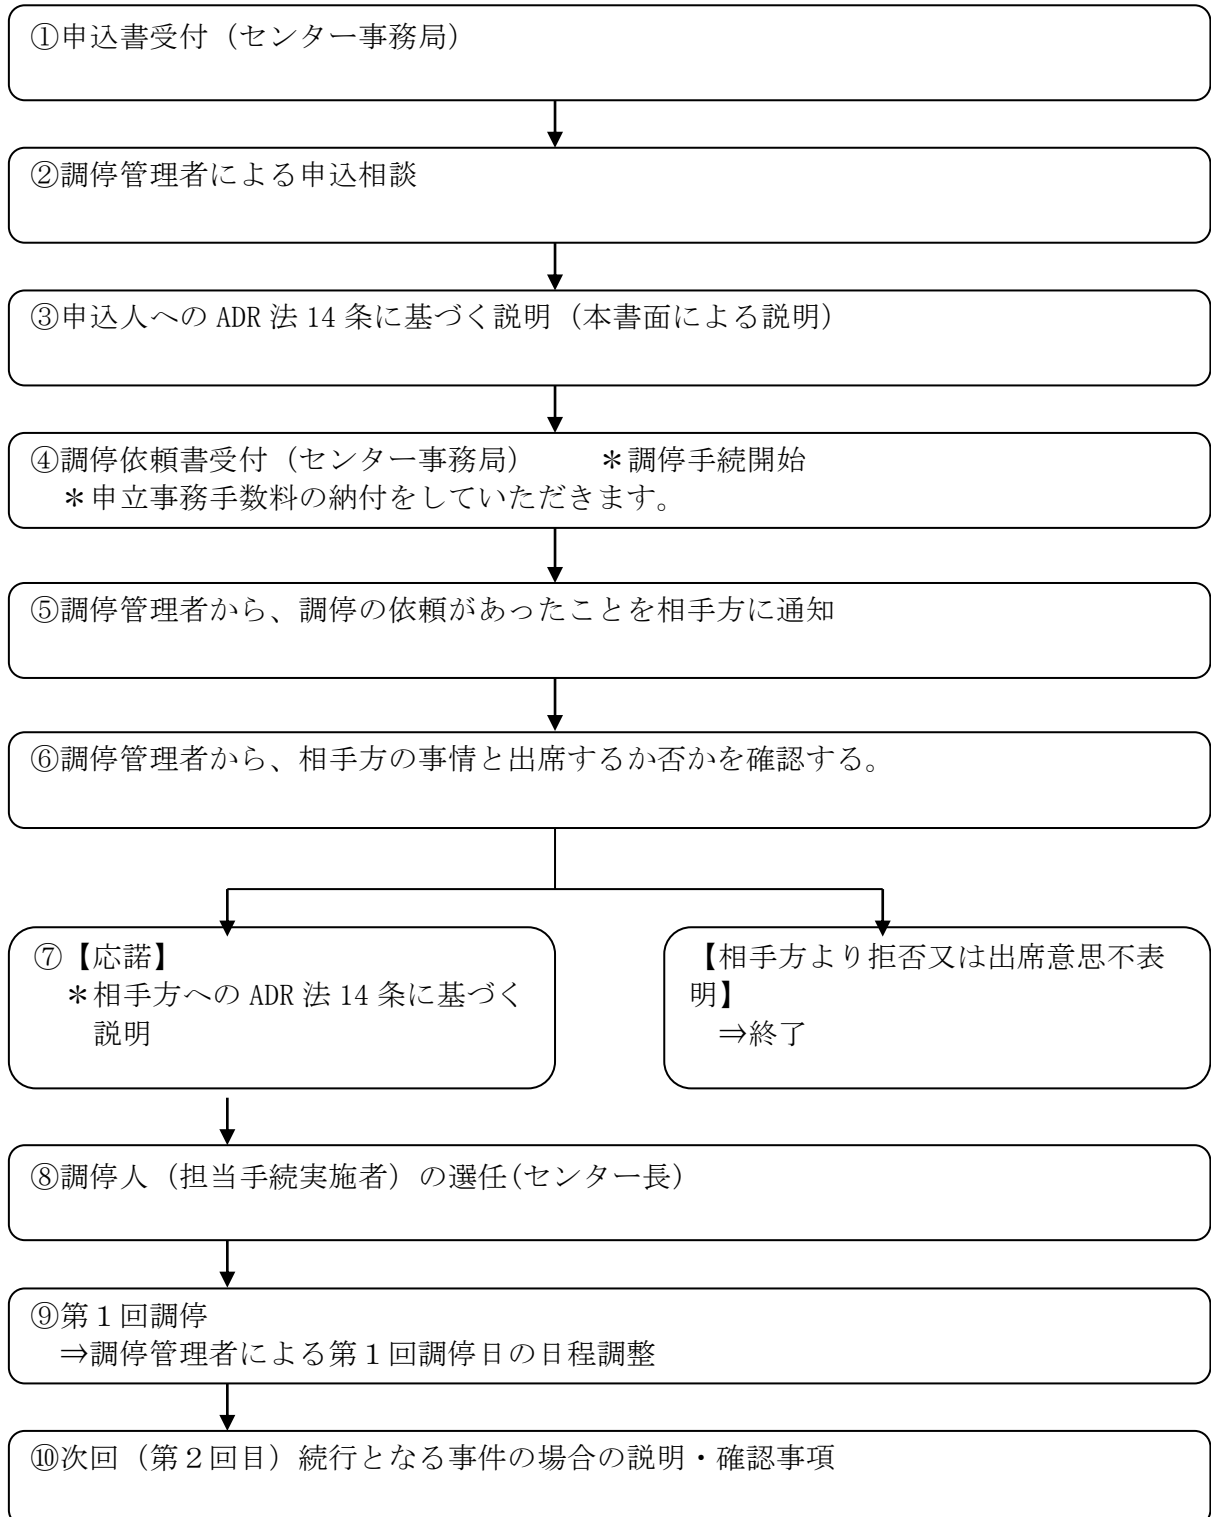 ①申込書受付（センター事務局）
②調停管理者による申込相談
③申込人への ADR 法 14 条に基づく説明（本書面による説明）
④調停依頼書受付（センター事務局）　　＊調停手続開始
＊申立事務手数料の納付をしていただきます。
⑤調停管理者から、調停の依頼があったことを相手方に通知
⑥調停管理者から、相手方の事情と出席するか否かを確認する。
⑦【応諾】
＊相手方への ADR 法 14 条に基づく
説明
【相手方より拒否又は出席意思不表
明】
⇒終了
⑧調停人（担当手続実施者）の選任(センター長)
⑨第１回調停
⇒調停管理者による第１回調停日の日程調整
⑩次回（第２回目）続行となる事件の場合の説明・確認事項